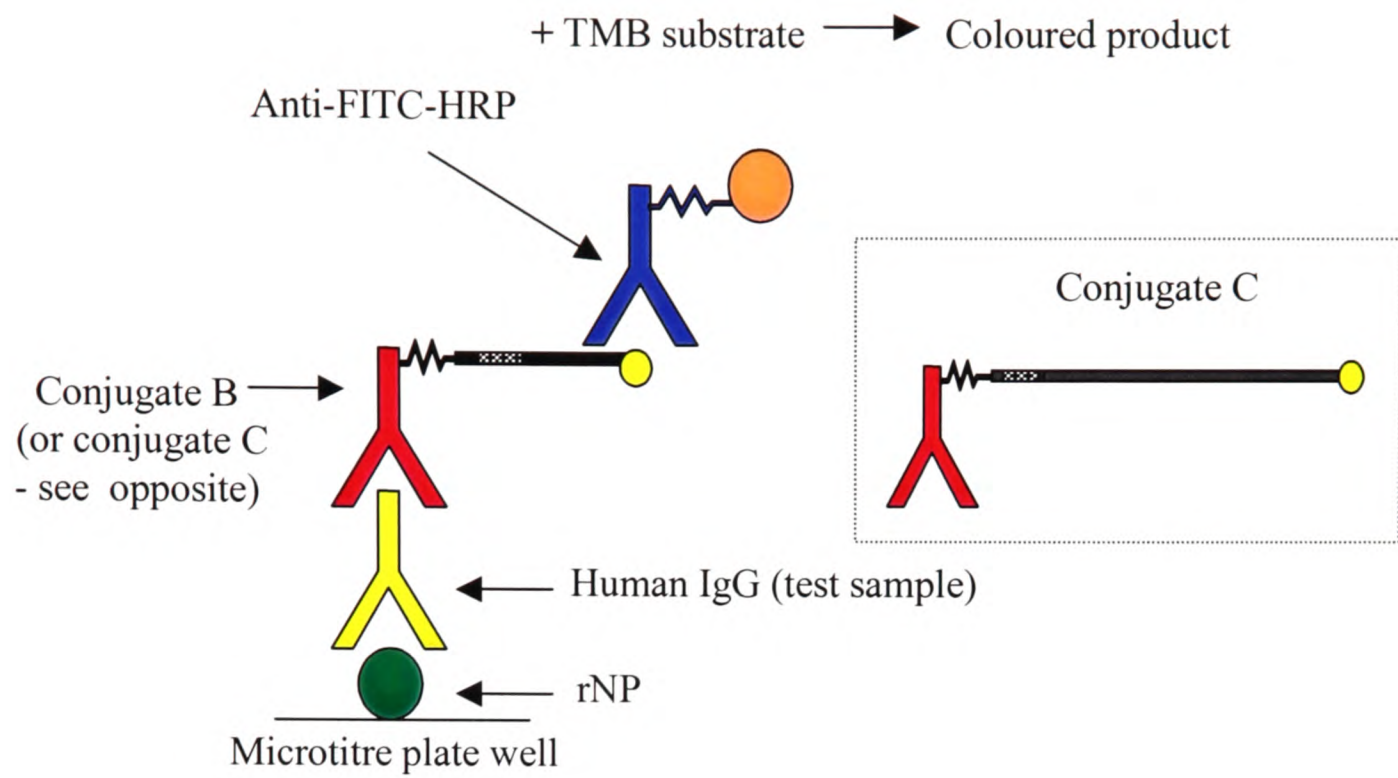 + TMB substrate Coloured product
Anti-FITC-HRP
Conjugate C
Conjugate B
(or conjugate C
- see opposite)
Human IgG (test sample)
rNP
Microtitre plate well